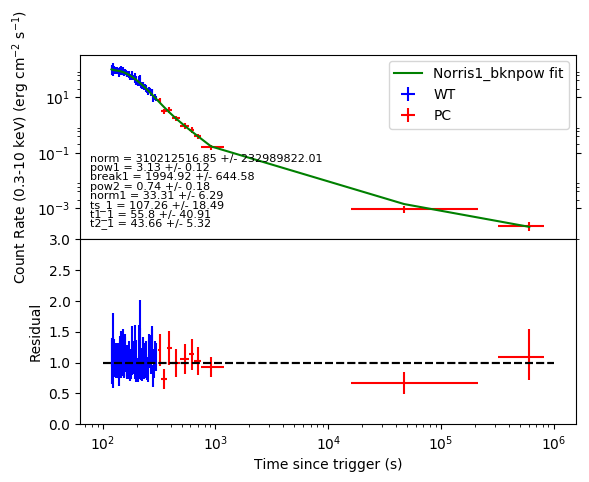 Count Rate (0.3-10 keV) (erg cm⁻² s⁻¹)
10¹
10⁻¹
10⁻³
Norris1_bknpow fit
WT
PC
norm = 310212516.85 +/- 232989822.01
pow1 = 3.13 +/- 0.12
break1 = 1994.92 +/- 644.58
pow2 = 0.74 +/- 0.18
norm1 = 33.31 +/- 6.29
ts_1 = 107.26 +/- 18.49
t1_1 = 55.8 +/- 40.91
t2_1 = 43.66 +/- 5.32
Residual
3.0
2.5
2.0
1.5
1.0
0.5
0.0
10² 10³ 10⁴ 10⁵ 10⁶
Time since trigger (s)